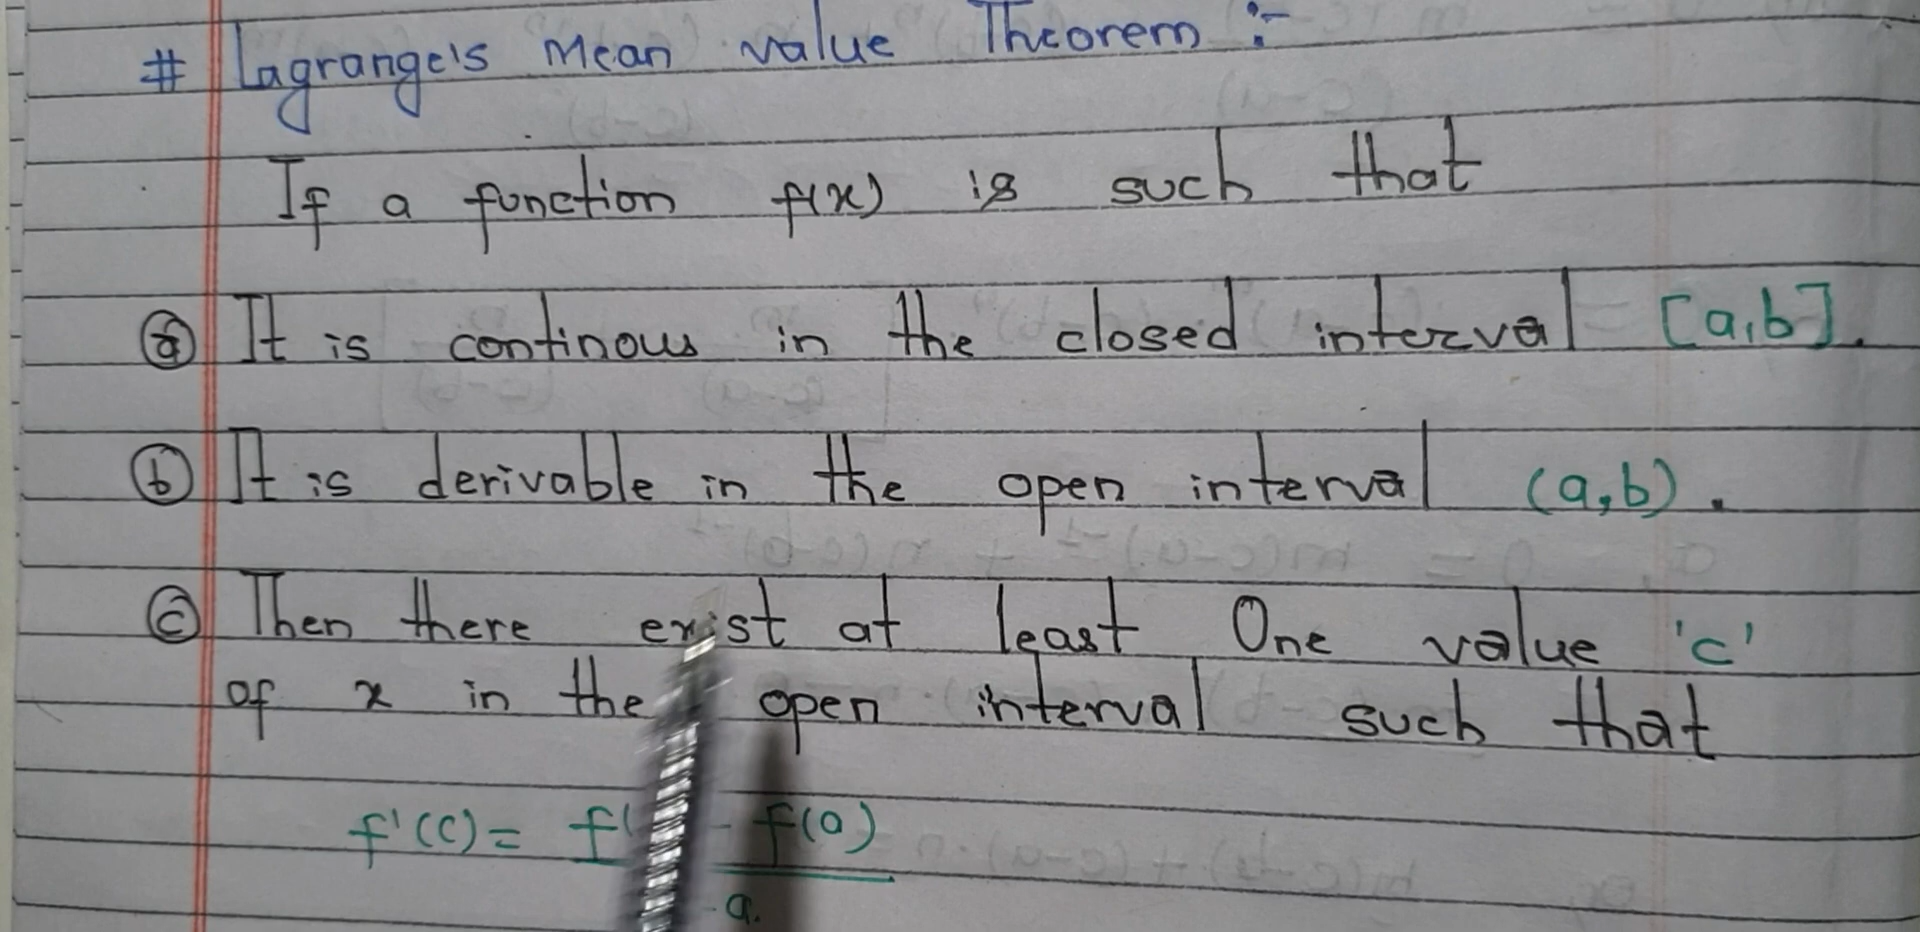 # Lagrange's Mean value Theorem :-
If a function f(x) is such that
ⓐ It is continous in the closed interval [a,b].
ⓑ It is derivable in the open interval (a,b).
ⓒ Then there exist at least One value 'c'
of x in the open interval such that
f'(c) = f( - f(a)
a.